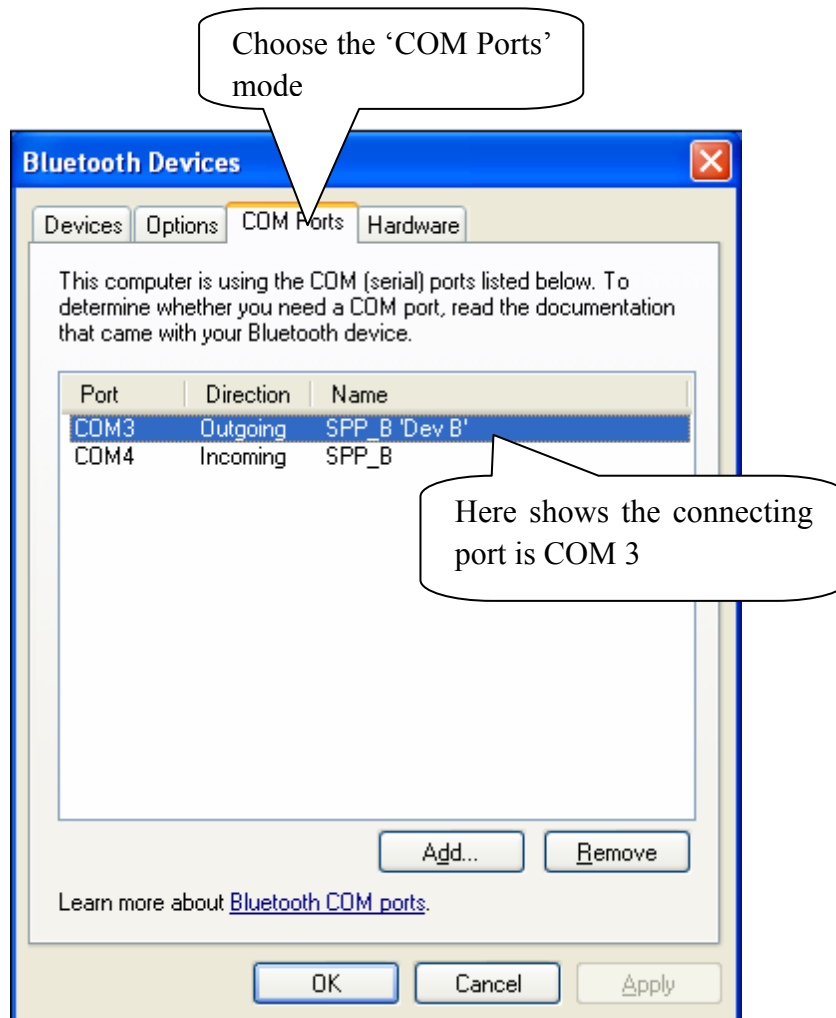 Choose the ‘COM Ports’
mode
Bluetooth Devices
Devices Options COM Ports Hardware
This computer is using the COM (serial) ports listed below. To
determine whether you need a COM port, read the documentation
that came with your Bluetooth device.
Port Direction Name
COM3 Outgoing SPP_B 'Dev B'
COM4 Incoming SPP_B
Here shows the connecting
port is COM 3
Add... Remove
Learn more about Bluetooth COM ports.
OK Cancel Apply